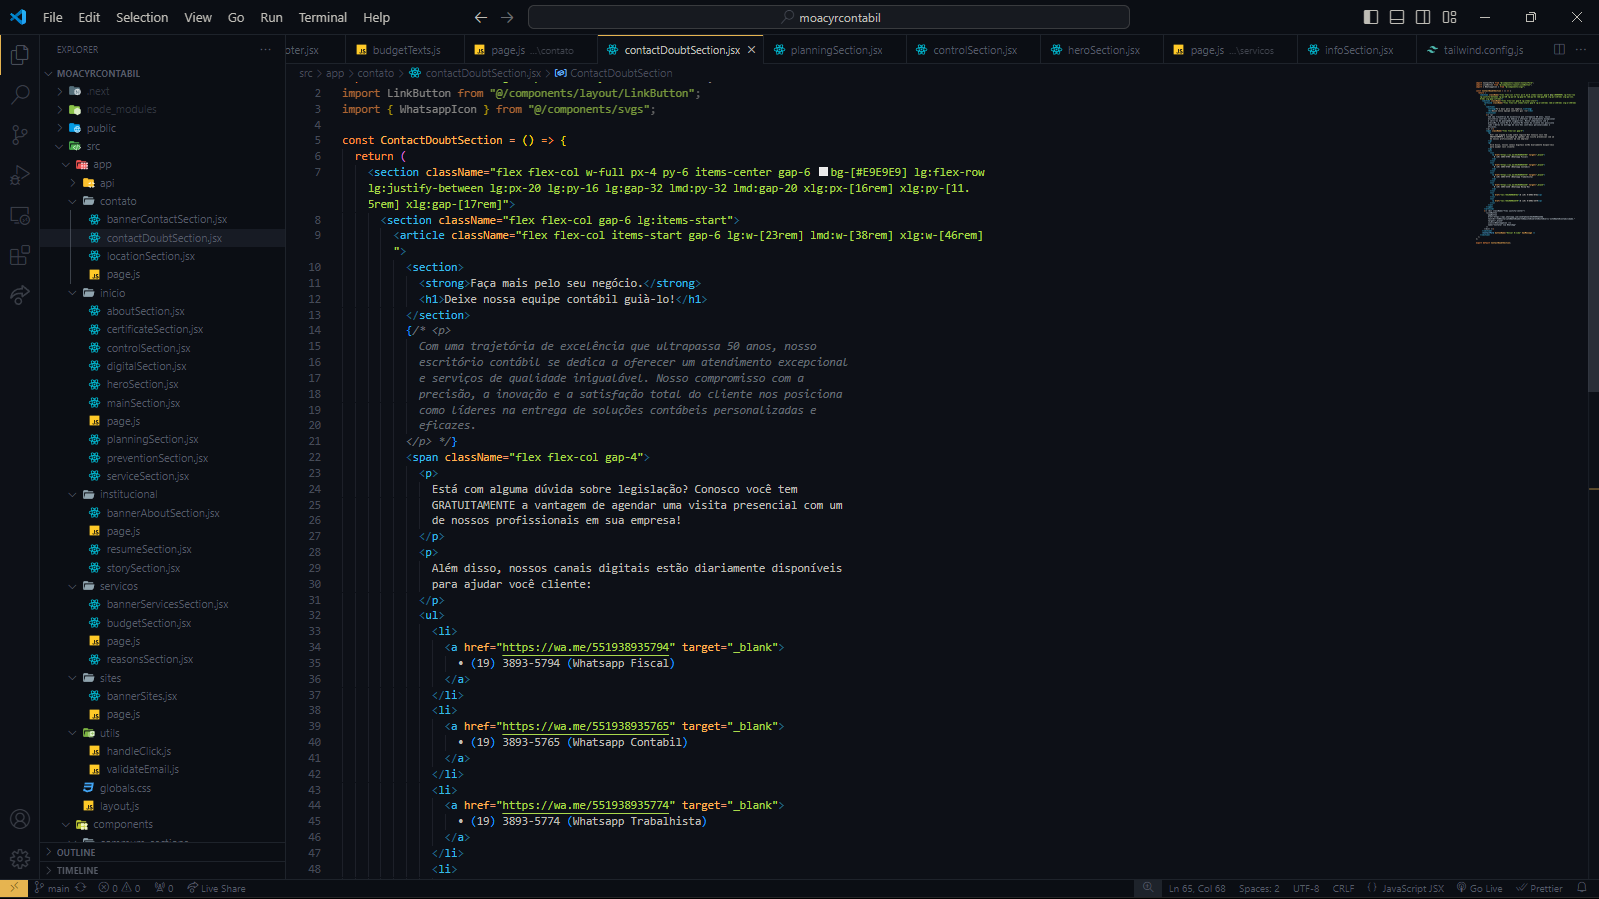 File Edit Selection View Go Run Terminal Help
moacyrcontabil
EXPLORER
oter.jsx budgetTexts.js page.js ...\contato contactDoubtSection.jsx planningSection.jsx controlSection.jsx heroSection.jsx page.js ...\servicos infoSection.jsx tailwind.config.js
MOACYRCONTABIL
.next
node_modules
public
src
app
api
contato
bannerContactSection.jsx
contactDoubtSection.jsx
locationSection.jsx
page.js
inicio
aboutSection.jsx
certificateSection.jsx
controlSection.jsx
digitalSection.jsx
heroSection.jsx
mainSection.jsx
page.js
planningSection.jsx
preventionSection.jsx
serviceSection.jsx
institucional
bannerAboutSection.jsx
page.js
resumeSection.jsx
storySection.jsx
servicos
bannerServicesSection.jsx
budgetSection.jsx
page.js
reasonsSection.jsx
sites
bannerSites.jsx
page.js
utils
handleClick.js
validateEmail.js
globals.css
layout.js
components
OUTLINE
TIMELINE
src > app > contato > contactDoubtSection.jsx > ContactDoubtSection
2 import LinkButton from "@/components/layout/LinkButton";
3 import { WhatsappIcon } from "@/components/svgs";
4
5 const ContactDoubtSection = () => {
6 return (
7 <section className="flex flex-col w-full px-4 py-6 items-center gap-6 bg-[#E9E9E9] lg:flex-row
lg:justify-between lg:px-20 lg:py-16 lg:gap-32 lmd:py-32 lmd:gap-20 xlg:px-[16rem] xlg:py-[11.
5rem] xlg:gap-[17rem]">
8 <section className="flex flex-col gap-6 lg:items-start">
9 <article className="flex flex-col items-start gap-6 lg:w-[23rem] lmd:w-[38rem] xlg:w-[46rem]
">
10 <section>
11 <strong>Faça mais pelo seu negócio.</strong>
12 <h1>Deixe nossa equipe contábil guià-lo!</h1>
13 </section>
14 {/* <p>
15 Com uma trajetória de excelência que ultrapassa 50 anos, nosso
16 escritório contábil se dedica a oferecer um atendimento excepcional
17 e serviços de qualidade inigualável. Nosso compromisso com a
18 precisão, a inovação e a satisfação total do cliente nos posiciona
19 como líderes na entrega de soluções contábeis personalizadas e
20 eficazes.
21 </p> */}
22 <span className="flex flex-col gap-4">
23 <p>
24 Está com alguma dúvida sobre legislação? Conosco você tem
25 GRATUITAMENTE a vantagem de agendar uma visita presencial com um
26 de nossos profissionais em sua empresa!
27 </p>
28 <p>
29 Além disso, nossos canais digitais estão diariamente disponíveis
30 para ajudar você cliente:
31 </p>
32 <ul>
33 <li>
34 <a href="https://wa.me/551938935794" target="_blank">
35 • (19) 3893-5794 (Whatsapp Fiscal)
36 </a>
37 </li>
38 <li>
39 <a href="https://wa.me/551938935765" target="_blank">
40 • (19) 3893-5765 (Whatsapp Contabil)
41 </a>
42 </li>
43 <li>
44 <a href="https://wa.me/551938935774" target="_blank">
45 • (19) 3893-5774 (Whatsapp Trabalhista)
46 </a>
47 </li>
48 <li>
main 0 0 0 Live Share
Ln 65, Col 68 Spaces: 2 UTF-8 CRLF {} JavaScript JSX Go Live Prettier